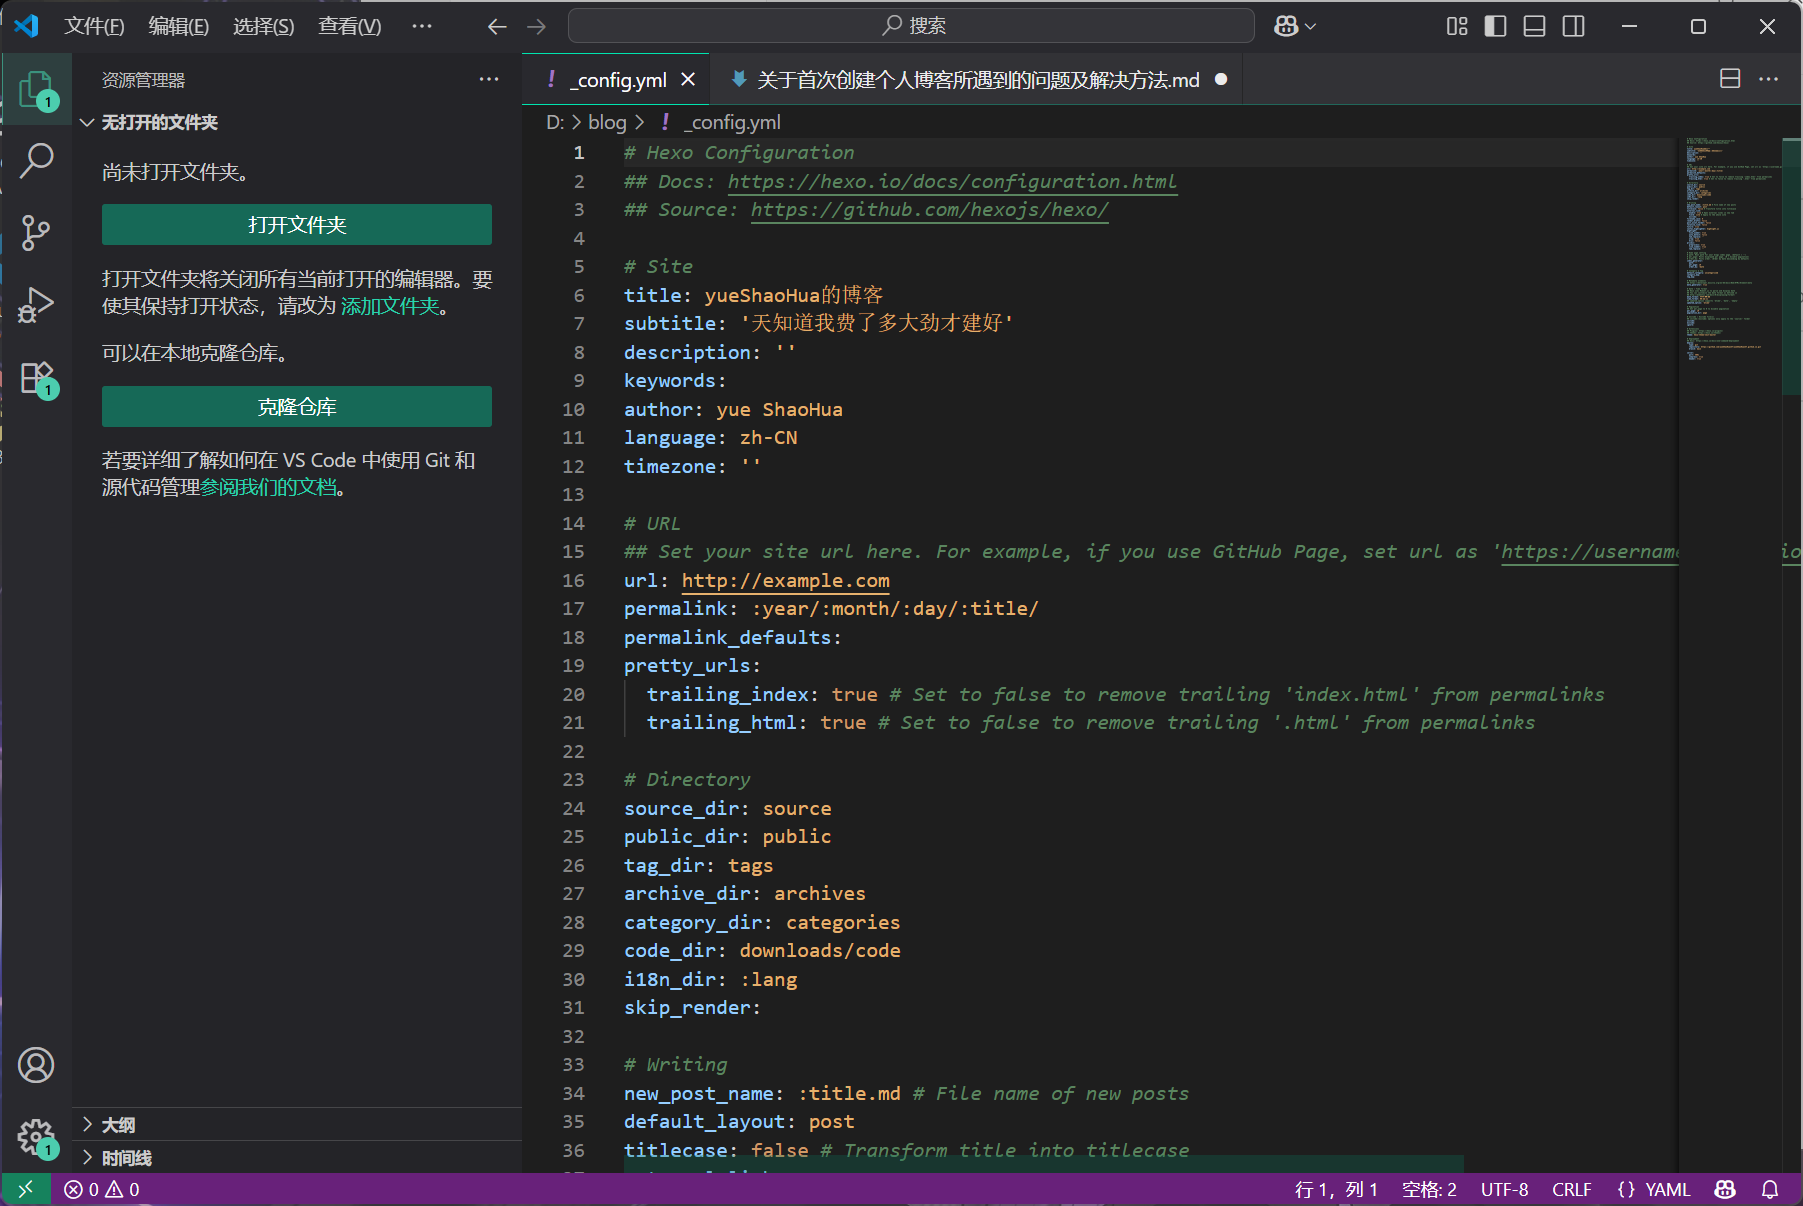 文件(F) 编辑(E) 选择(S) 查看(V) ··· 搜索
资源管理器 ···
无打开的文件夹
尚未打开文件夹。
打开文件夹
打开文件夹将关闭所有当前打开的编辑器。要
使其保持打开状态，请改为 添加文件夹。
可以在本地克隆仓库。
克隆仓库
若要详细了解如何在 VS Code 中使用 Git 和
源代码管理参阅我们的文档。
大纲
时间线
1
1
1
! _config.yml × 关于首次创建个人博客所遇到的问题及解决方法.md ●
D: > blog > ! _config.yml
1 # Hexo Configuration
2 ## Docs: https://hexo.io/docs/configuration.html
3 ## Source: https://github.com/hexojs/hexo/
4
5 # Site
6 title: yueShaoHua的博客
7 subtitle: '天知道我费了多大劲才建好'
8 description: ''
9 keywords:
10 author: yue ShaoHua
11 language: zh-CN
12 timezone: ''
13
14 # URL
15 ## Set your site url here. For example, if you use GitHub Page, set url as 'https://usernam
16 url: http://example.com
17 permalink: :year/:month/:day/:title/
18 permalink_defaults:
19 pretty_urls:
20 trailing_index: true # Set to false to remove trailing 'index.html' from permalinks
21 trailing_html: true # Set to false to remove trailing '.html' from permalinks
22
23 # Directory
24 source_dir: source
25 public_dir: public
26 tag_dir: tags
27 archive_dir: archives
28 category_dir: categories
29 code_dir: downloads/code
30 i18n_dir: :lang
31 skip_render:
32
33 # Writing
34 new_post_name: :title.md # File name of new posts
35 default_layout: post
36 titlecase: false # Transform title into titlecase
0 0 行 1，列 1 空格: 2 UTF-8 CRLF {} YAML